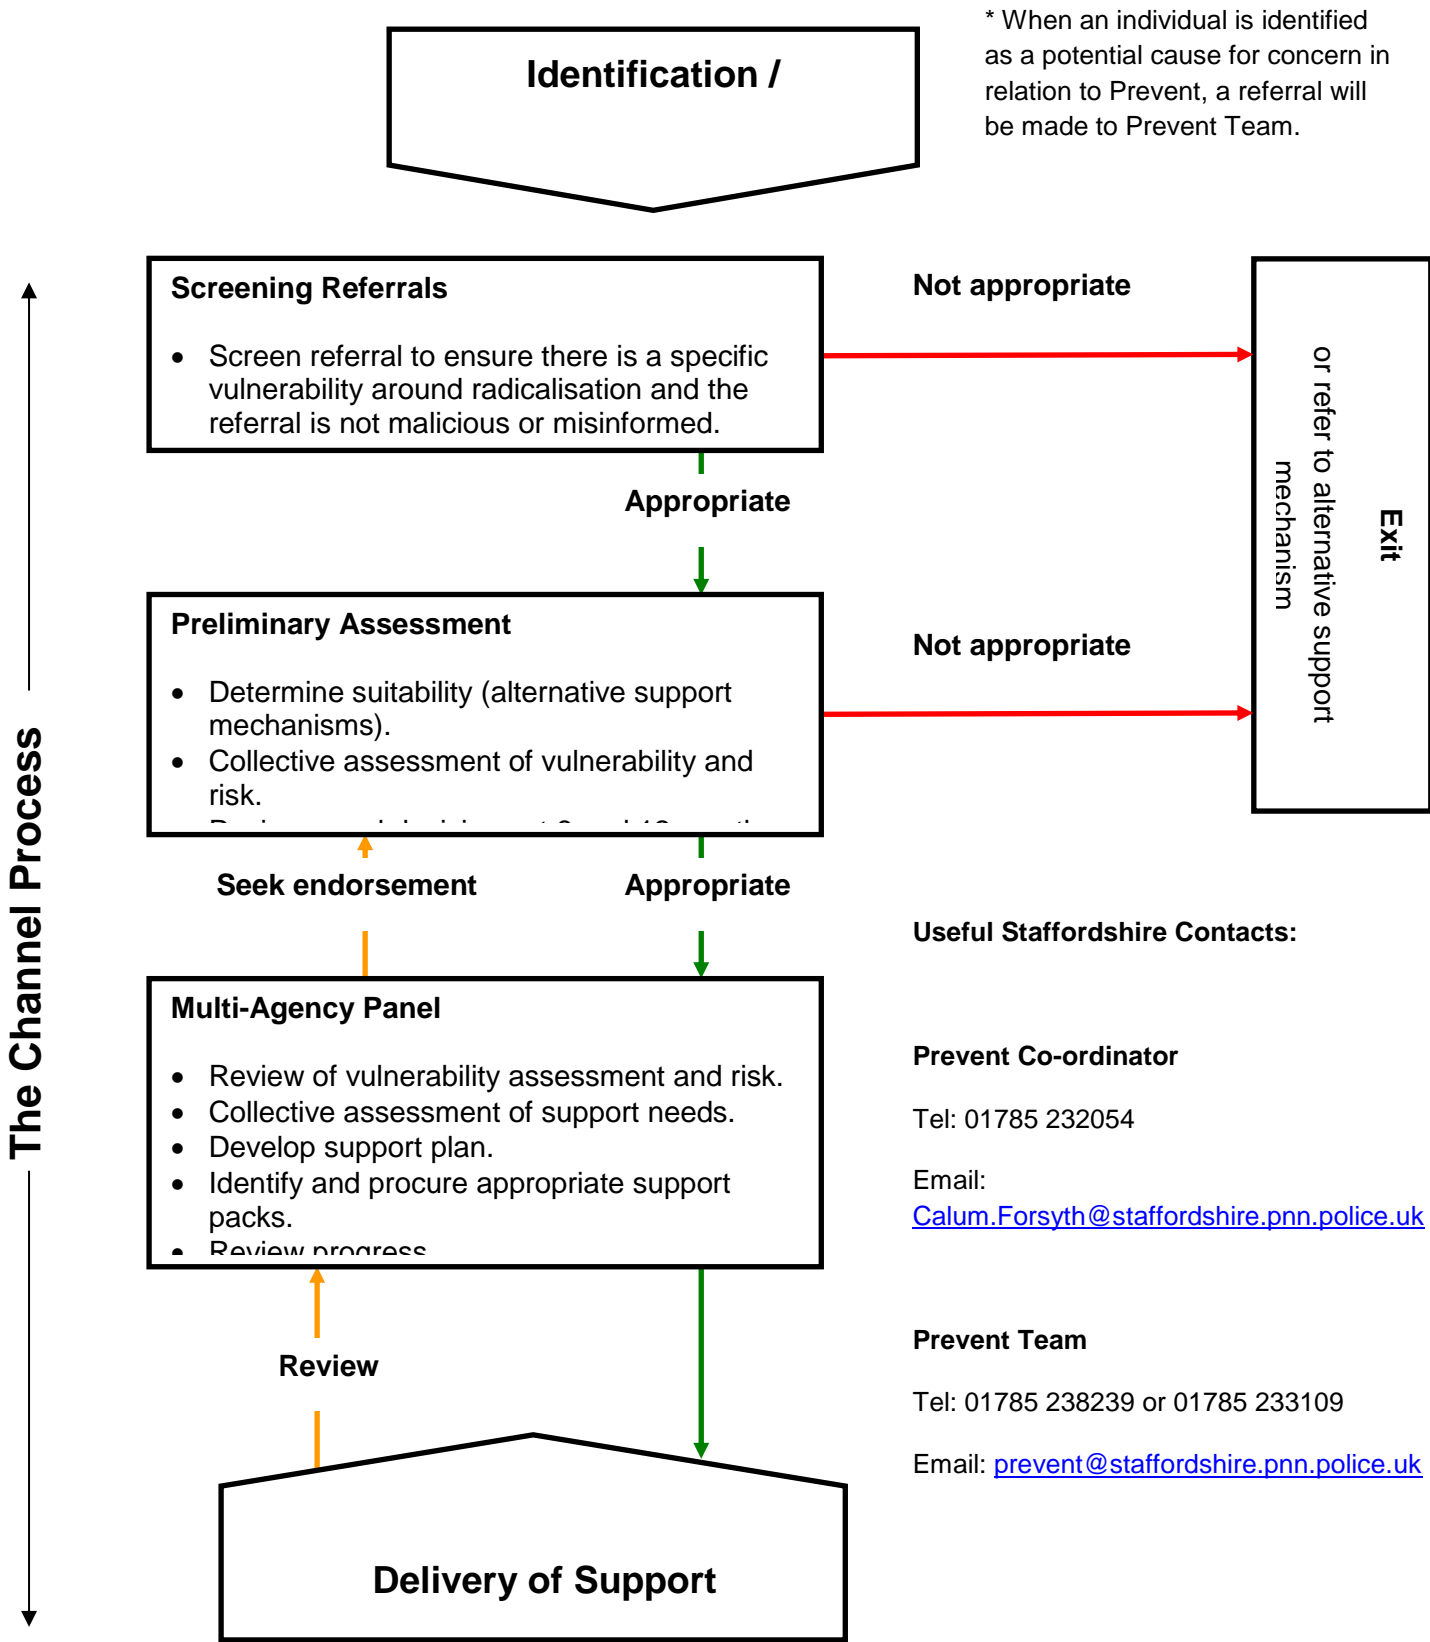 Identification /
* When an individual is identified
as a potential cause for concern in
relation to Prevent, a referral will
be made to Prevent Team.
The Channel Process
Screening Referrals
• Screen referral to ensure there is a specific
vulnerability around radicalisation and the
referral is not malicious or misinformed.
Not appropriate
Exit
or refer to alternative support
mechanism
Appropriate
Preliminary Assessment
• Determine suitability (alternative support
mechanisms).
• Collective assessment of vulnerability and
risk.
Not appropriate
Seek endorsement
Appropriate
Multi-Agency Panel
• Review of vulnerability assessment and risk.
• Collective assessment of support needs.
• Develop support plan.
• Identify and procure appropriate support
packs.
• Review progress
Review
Delivery of Support
Useful Staffordshire Contacts:
Prevent Co-ordinator
Tel: 01785 232054
Email:
Calum.Forsyth@staffordshire.pnn.police.uk
Prevent Team
Tel: 01785 238239 or 01785 233109
Email: prevent@staffordshire.pnn.police.uk